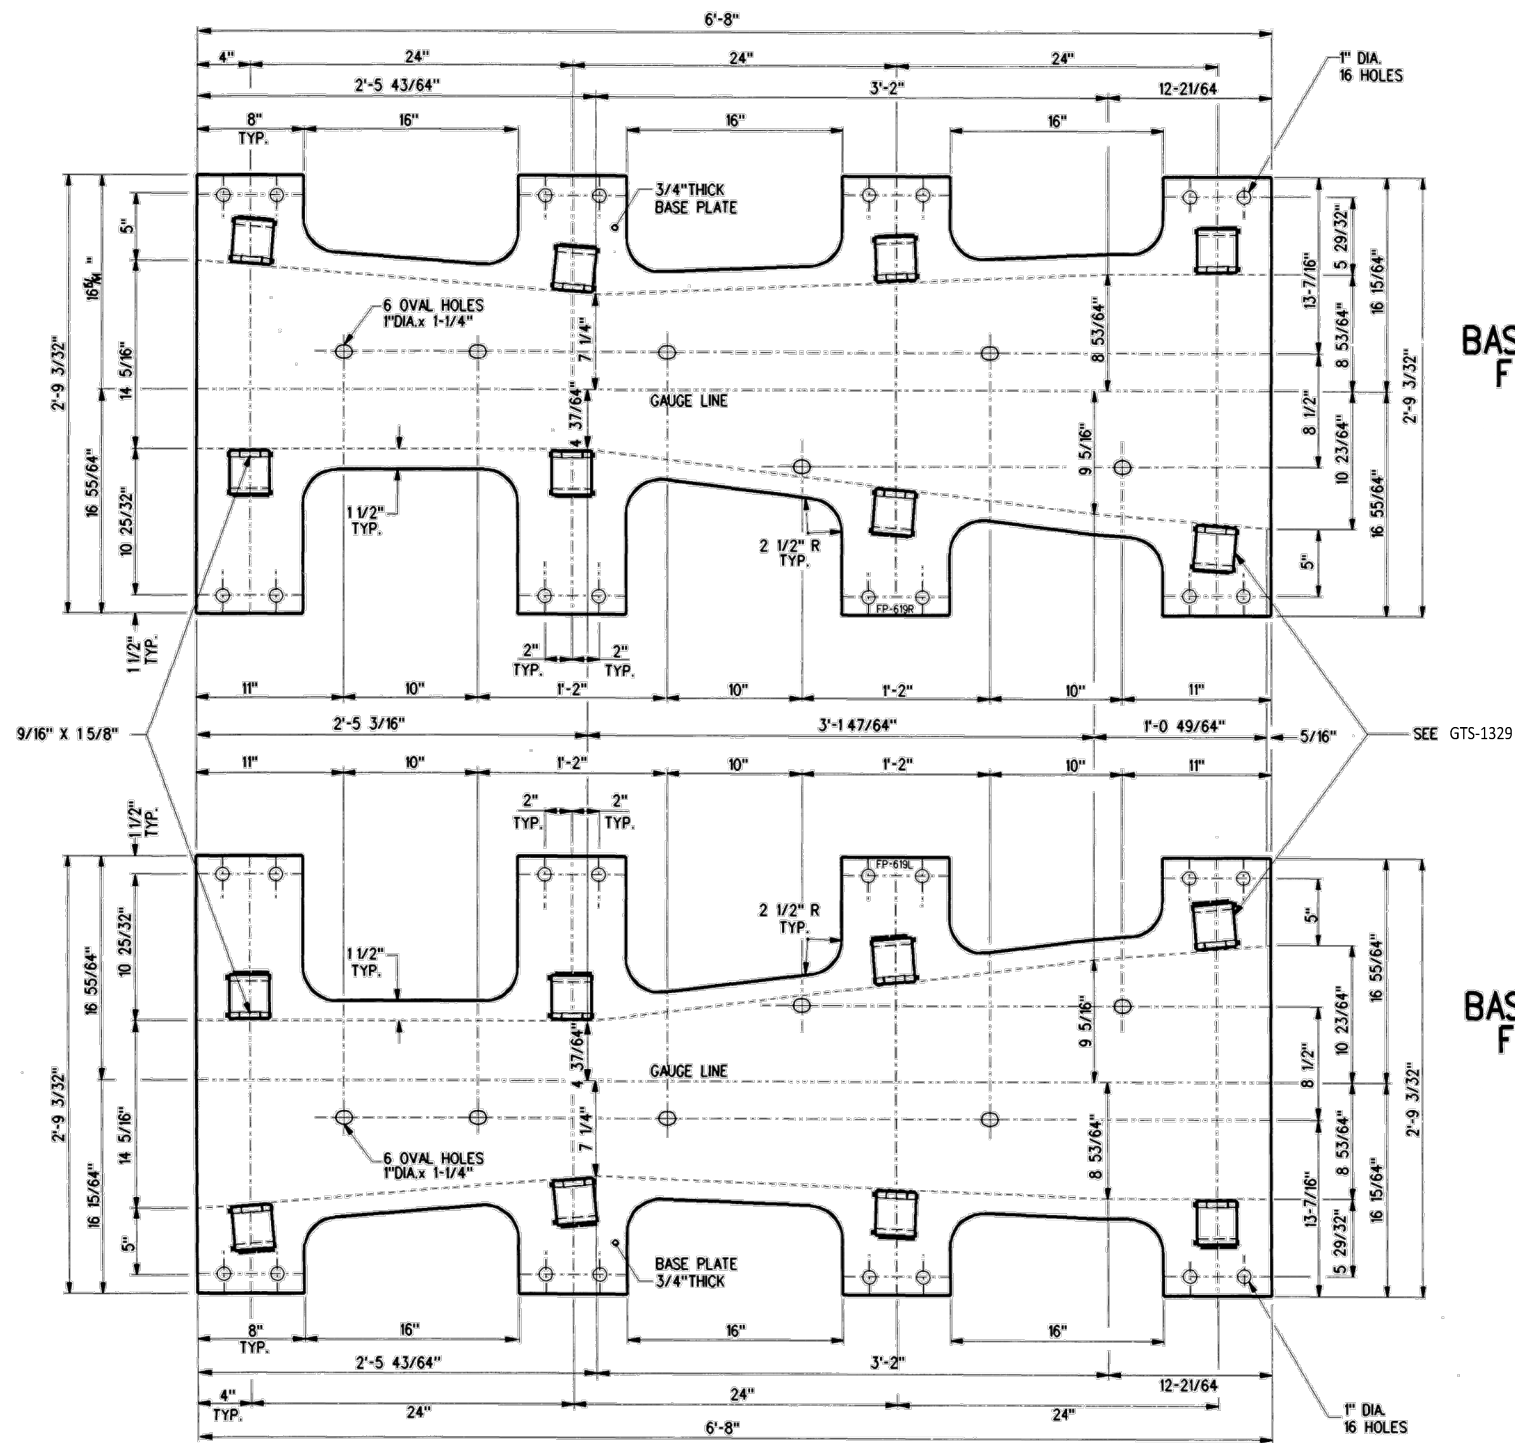 6'-8"
4" 24" 24" 24"
2'-5 43/64" 3'-2" 12-21/64
1" DIA.
16 HOLES
8"
TYP.
16" 16" 16"
3/4"THICK
BASE PLATE
5"
14 5/16"
10 25/32"
2'-9 3/32"
16 55/64"
1 1/2"
TYP.
6 OVAL HOLES
1"DIA.x 1-1/4"
7 1/4"
4 37/64"
GAUGE LINE
8 53/64"
9 5/16"
13-7/16"
8 1/2"
5 29/32"
8 53/64"
10 23/64"
5"
16 15/64"
16 55/64"
2'-9 3/32"
BAS
F
1 1/2"
TYP.
2 1/2" R
TYP.
FP-619R
2" 2"
TYP. TYP.
11" 10" 1'-2" 10" 1'-2" 10" 11"
9/16" X 1 5/8"
2'-5 3/16" 3'-1 47/64" 1'-0 49/64" 5/16"
SEE GTS-1329
11" 10" 1'-2" 10" 1'-2" 10" 11"
1 1/2"
TYP.
2" 2"
TYP. TYP.
FP-619L
2 1/2" R
TYP.
1 1/2"
TYP.
10 25/32"
14 5/16"
5"
16 55/64"
16 15/64"
2'-9 3/32"
4 37/64"
7 1/4"
GAUGE LINE
9 5/16"
8 53/64"
8 1/2"
13-7/16"
5"
10 23/64"
8 53/64"
5 29/32"
16 55/64"
16 15/64"
2'-9 3/32"
BAS
F
6 OVAL HOLES
1"DIA.x 1-1/4"
BASE PLATE
3/4"THICK
8"
TYP.
16" 16" 16"
2'-5 43/64" 3'-2" 12-21/64
4"
TYP.
24" 24" 24"
6'-8"
1" DIA.
16 HOLES